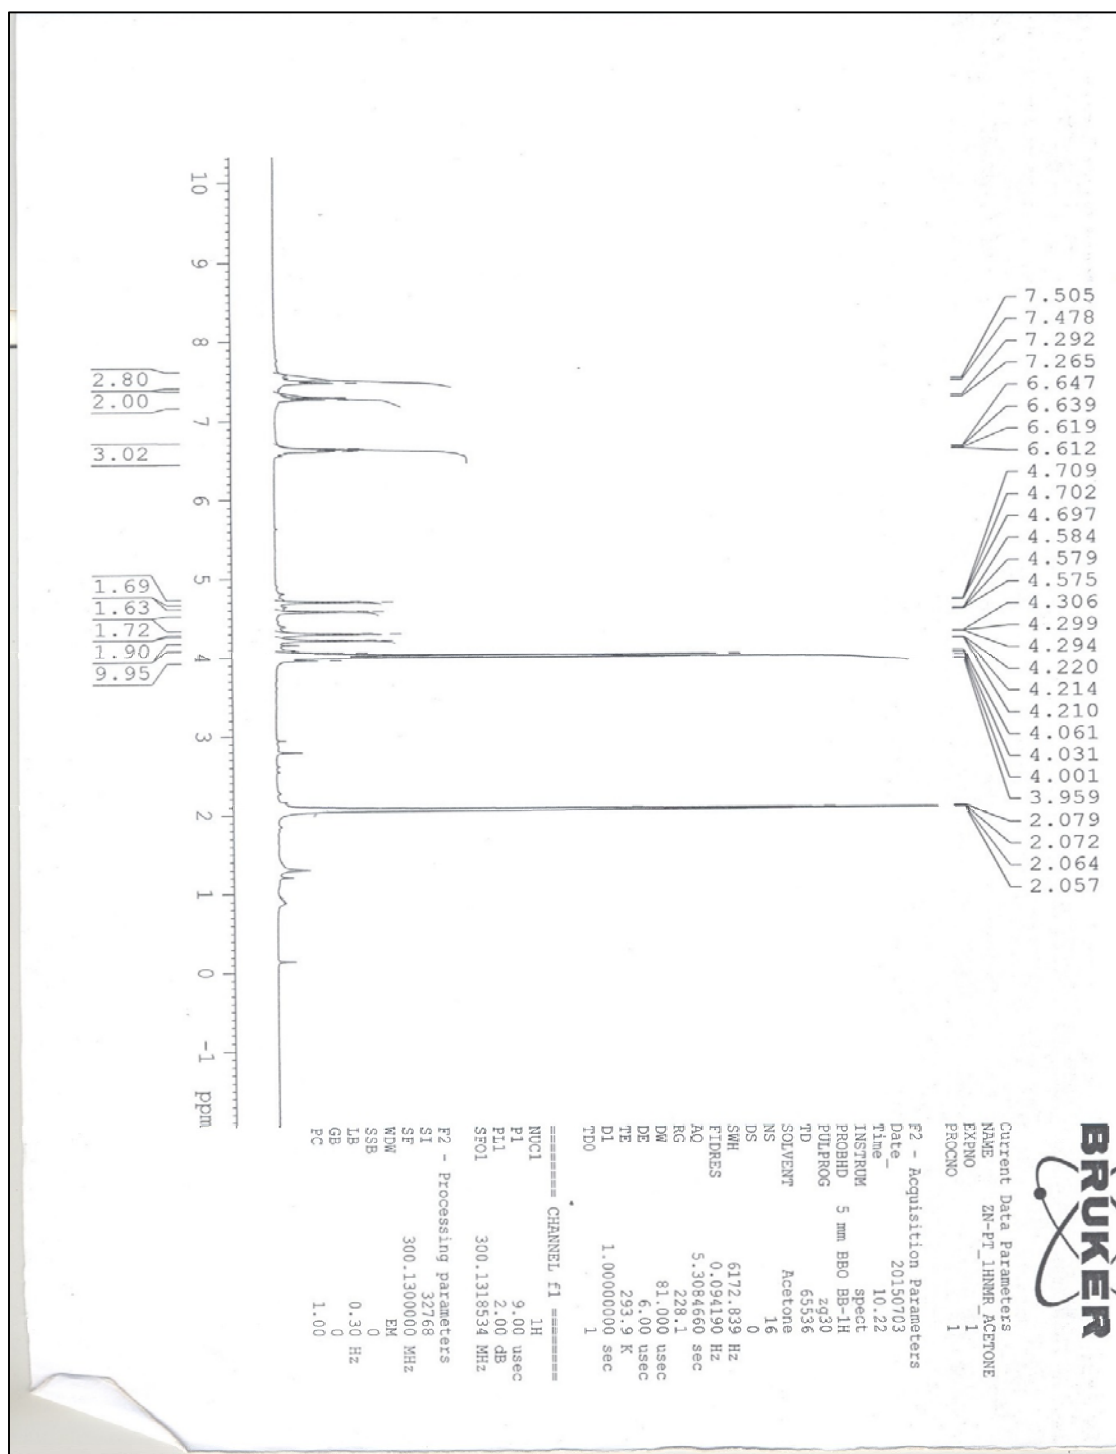 7.505
7.478
7.292
7.265
6.647
6.639
6.619
6.612
4.709
4.702
4.697
4.584
4.579
4.575
4.306
4.299
4.294
4.220
4.214
4.210
4.061
4.031
4.001
3.959
2.079
2.072
2.064
2.057
10
9
8
7
6
5
4
3
2
1
0
-1
ppm
2.80
2.00
3.02
1.69
1.63
1.72
1.90
9.95
BRUKER
Current Data Parameters
NAME ZN-PT_1HNMR_ACETONE
EXPNO 1
PROCNO 1
F2 - Acquisition Parameters
Date_ 20150703
Time 10.22
INSTRUM spect
PROBHD 5 mm BBO BB-1H
PULPROG zg30
TD 65536
SOLVENT Acetone
NS 16
DS 0
SWH 6172.839 Hz
FIDRES 0.094190 Hz
AQ 5.3084660 sec
RG 228.1
DW 81.000 usec
DE 6.00 usec
TE 293.9 K
D1 1.00000000 sec
TD0 1
======== CHANNEL f1 ========
NUC1 1H
P1 9.00 usec
PL1 2.00 dB
SFO1 300.1318534 MHz
F2 - Processing parameters
SI 32768
SF 300.1300000 MHz
WDW EM
SSB 0
LB 0.30 Hz
GB 0
PC 1.00